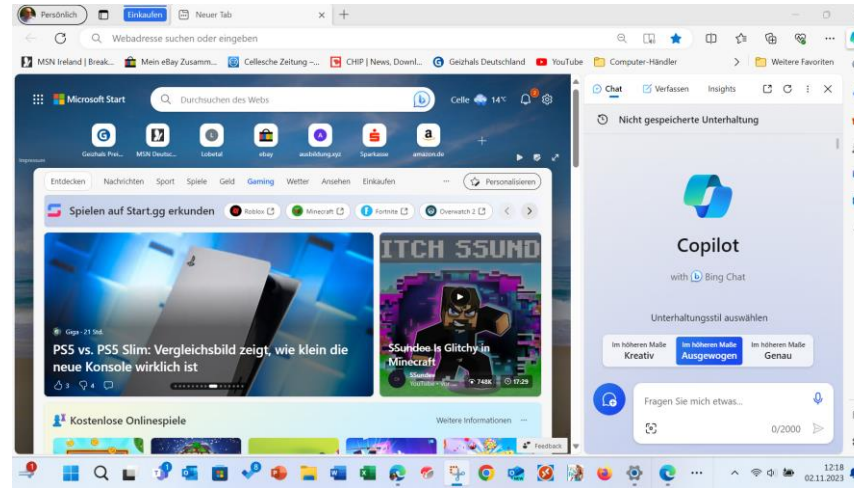 Persönlich
Einkaufen
Neuer Tab
Webadresse suchen oder eingeben
MSN Ireland | Break...
Mein eBay Zusamm...
Cellesche Zeitung –...
CHIP | News, Downl...
Geizhals Deutschland
YouTube
Computer-Händler
Weitere Favoriten
Microsoft Start
Durchsuchen des Webs
Celle
14°C
Geizhals Prei...
MSN Deutsc...
Lobetal
ebay
ausbildung.xyz
Sparkasse
amazon.de
Impressum
Entdecken
Nachrichten
Sport
Spiele
Geld
Gaming
Wetter
Ansehen
Einkaufen
...
Personalisieren
Spielen auf Start.gg erkunden
Roblox
Minecraft
Fortnite
Overwatch 2
ITCH SSUND
Giga · 21 Std.
PS5 vs. PS5 Slim: Vergleichsbild zeigt, wie klein die
neue Konsole wirklich ist
3
4
SSundee Is Glitchy in
Minecraft
SSundee
YouTube
748K
17:29
Kostenlose Onlinespiele
Weitere Informationen
Feedback
Chat
Verfassen
Insights
Nicht gespeicherte Unterhaltung
Copilot
with Bing Chat
Unterhaltungsstil auswählen
Im höheren Maße
Kreativ
Im höheren Maße
Ausgewogen
Im höheren Maße
Genau
Fragen Sie mich etwas...
0/2000
12:18
02.11.2023